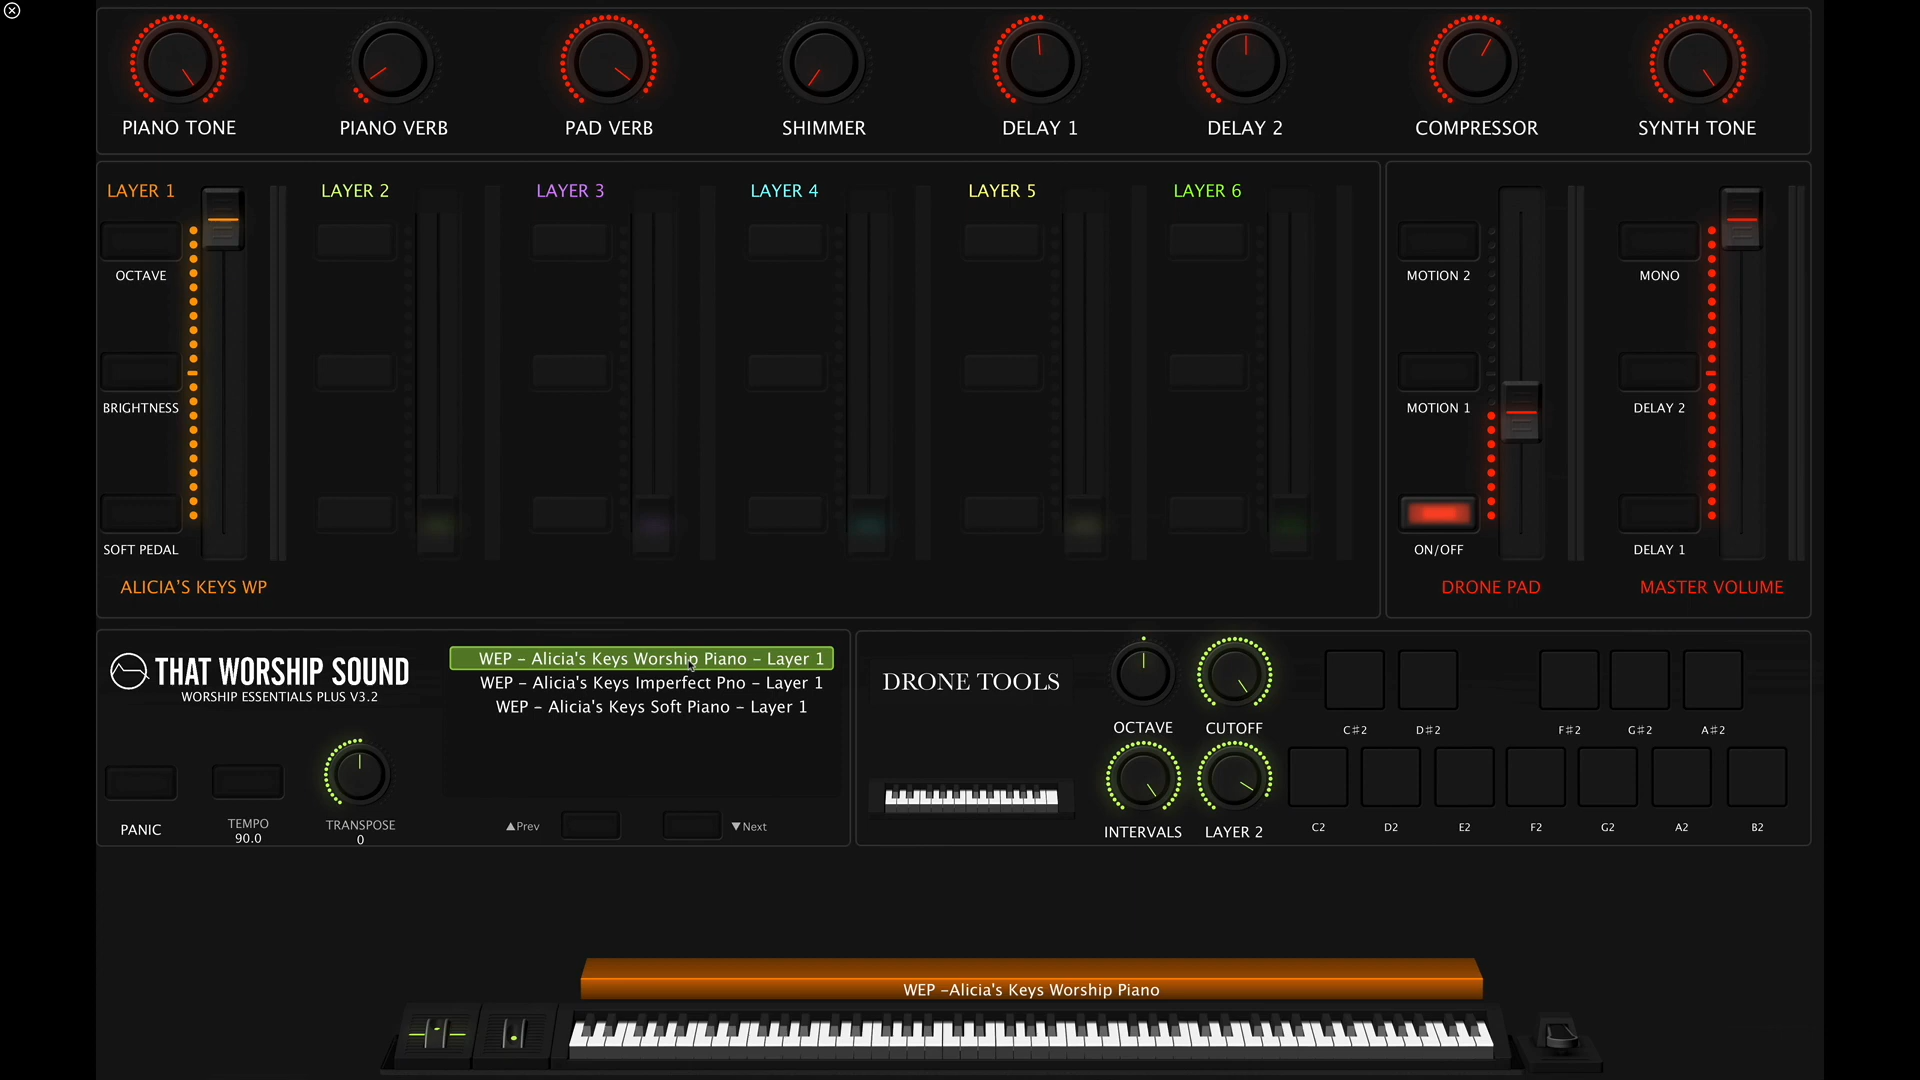 PIANO TONE
PIANO VERB
PAD VERB
SHIMMER
DELAY 1
DELAY 2
COMPRESSOR
SYNTH TONE
LAYER 1
LAYER 2
LAYER 3
LAYER 4
LAYER 5
LAYER 6
OCTAVE
MOTION 2
MONO
BRIGHTNESS
MOTION 1
DELAY 2
SOFT PEDAL
ON/OFF
DELAY 1
ALICIA'S KEYS WP
DRONE PAD
MASTER VOLUME
THAT WORSHIP SOUND
WORSHIP ESSENTIALS PLUS V3.2
WEP - Alicia's Keys Worship Piano - Layer 1
WEP - Alicia's Keys Imperfect Pno - Layer 1
WEP - Alicia's Keys Soft Piano - Layer 1
PANIC
TEMPO
90.0
TRANSPOSE
0
▲Prev
▼Next
DRONE TOOLS
OCTAVE
CUTOFF
INTERVALS
LAYER 2
C#2
D#2
F#2
G#2
A#2
C2
D2
E2
F2
G2
A2
B2
WEP -Alicia's Keys Worship Piano